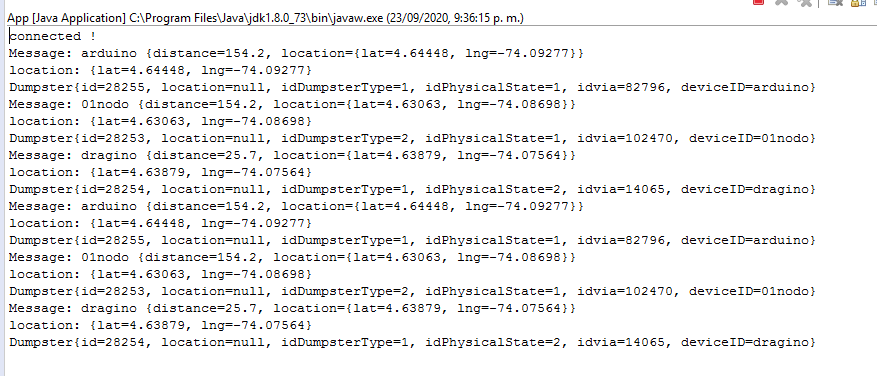 App [Java Application] C:\Program Files\Java\jdk1.8.0_73\bin\javaw.exe (23/09/2020, 9:36:15 p. m.)
connected !
Message: arduino {distance=154.2, location={lat=4.64448, lng=-74.09277}}
location: {lat=4.64448, lng=-74.09277}
Dumpster{id=28255, location=null, idDumpsterType=1, idPhysicalState=1, idvia=82796, deviceID=arduino}
Message: 01nodo {distance=154.2, location={lat=4.63063, lng=-74.08698}}
location: {lat=4.63063, lng=-74.08698}
Dumpster{id=28253, location=null, idDumpsterType=2, idPhysicalState=1, idvia=102470, deviceID=01nodo}
Message: dragino {distance=25.7, location={lat=4.63879, lng=-74.07564}}
location: {lat=4.63879, lng=-74.07564}
Dumpster{id=28254, location=null, idDumpsterType=1, idPhysicalState=2, idvia=14065, deviceID=dragino}
Message: arduino {distance=154.2, location={lat=4.64448, lng=-74.09277}}
location: {lat=4.64448, lng=-74.09277}
Dumpster{id=28255, location=null, idDumpsterType=1, idPhysicalState=1, idvia=82796, deviceID=arduino}
Message: 01nodo {distance=154.2, location={lat=4.63063, lng=-74.08698}}
location: {lat=4.63063, lng=-74.08698}
Dumpster{id=28253, location=null, idDumpsterType=2, idPhysicalState=1, idvia=102470, deviceID=01nodo}
Message: dragino {distance=25.7, location={lat=4.63879, lng=-74.07564}}
location: {lat=4.63879, lng=-74.07564}
Dumpster{id=28254, location=null, idDumpsterType=1, idPhysicalState=2, idvia=14065, deviceID=dragino}